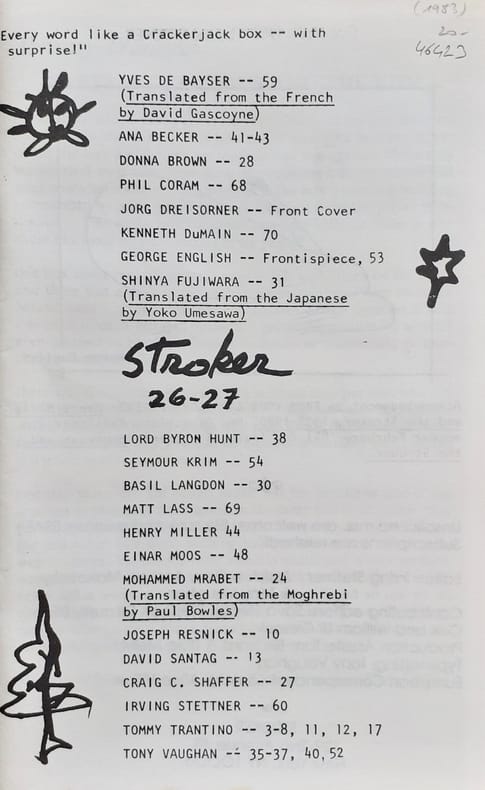 (1983)
20-
46423
Every word like a Crackerjack box -- with
surprise!"
YVES DE BAYSER -- 59
(Translated from the French
by David Gascoyne)
ANA BECKER -- 41-43
DONNA BROWN -- 28
PHIL CORAM -- 68
JORG DREISORNER -- Front Cover
KENNETH DuMAIN -- 70
GEORGE ENGLISH -- Frontispiece, 53
SHINYA FUJIWARA -- 31
(Translated from the Japanese
by Yoko Umesawa)
Stroker
26-27
LORD BYRON HUNT -- 38
SEYMOUR KRIM -- 54
BASIL LANGDON -- 30
MATT LASS -- 69
HENRY MILLER 44
EINAR MOOS -- 48
MOHAMMED MRABET -- 24
(Translated from the Moghrebi
by Paul Bowles)
JOSEPH RESNICK -- 10
DAVID SANTAG -- 13
CRAIG C. SHAFFER -- 27
IRVING STETTNER -- 60
TOMMY TRANTINO -- 3-8, 11, 12, 17
TONY VAUGHAN -- 35-37, 40,52